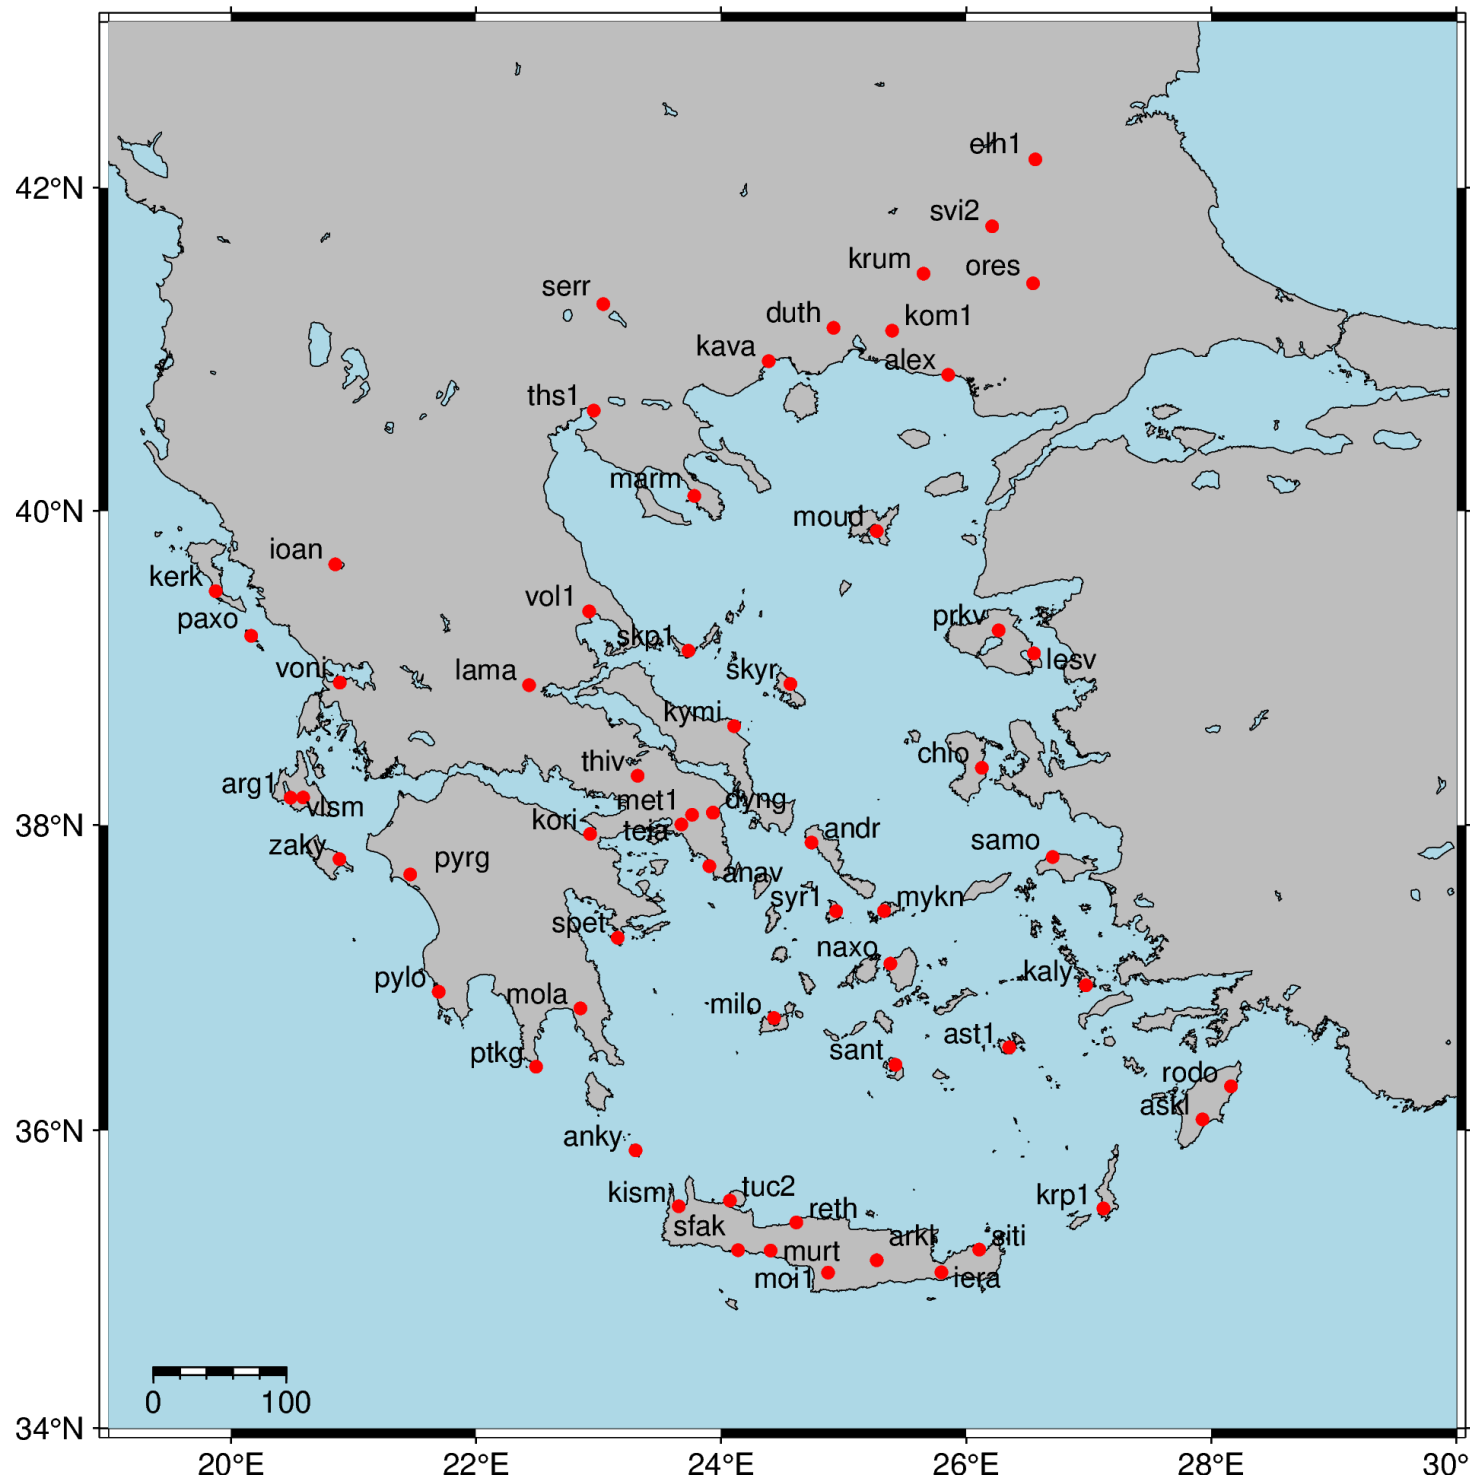 elh1
42°N
svi2
krum
ores
serr
duth
kom1
kava
alex
ths1
marm
40°N
moud
ioan
kerk
vol1
paxo
prkv
skp1
lesv
voni
lama
skyr
kymi
thiv
chio
arg1
vlsm
met1
dyng
38°N
kori
teia
andr
zaky
pyrg
samo
anav
syr1
mykn
spet
naxo
pylo
kaly
mola
milo
ast1
ptkg
sant
rodo
askl
36°N
anky
kism
tuc2
krp1
reth
sfak
arkl
siti
murt
moi1
iera
0 100
34°N
20°E 22°E 24°E 26°E 28°E 30°